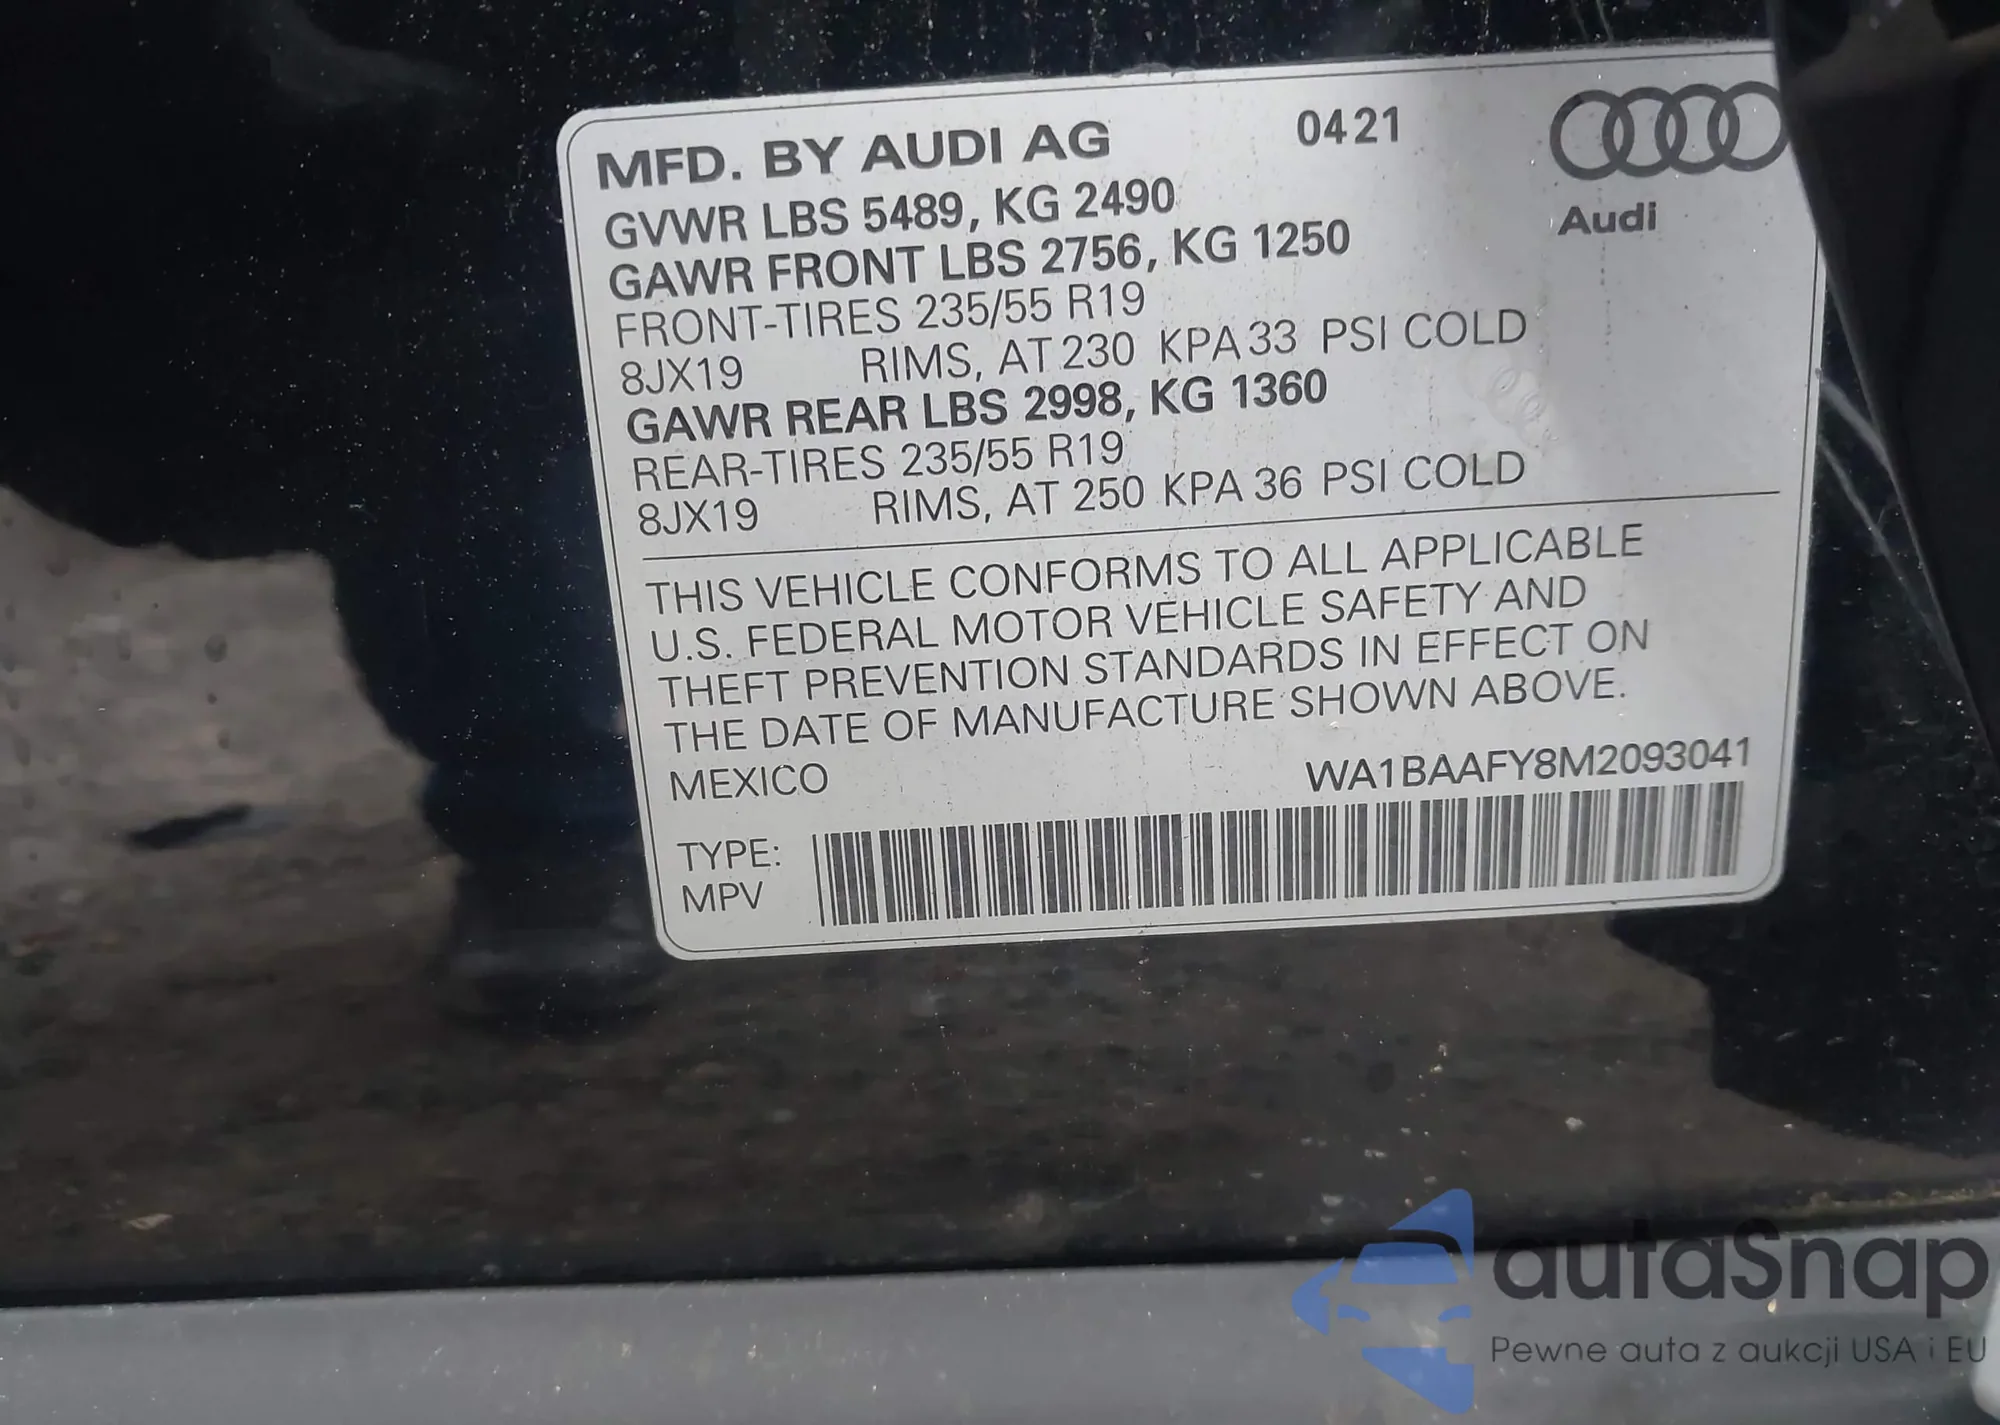 MFD. BY AUDI AG 0421
Audi
GVWR LBS 5489, KG 2490
GAWR FRONT LBS 2756, KG 1250
FRONT-TIRES 235/55 R19
8JX19 RIMS, AT 230 KPA 33 PSI COLD
GAWR REAR LBS 2998, KG 1360
REAR-TIRES 235/55 R19
8JX19 RIMS, AT 250 KPA 36 PSI COLD
THIS VEHICLE CONFORMS TO ALL APPLICABLE
U.S. FEDERAL MOTOR VEHICLE SAFETY AND
THEFT PREVENTION STANDARDS IN EFFECT ON
THE DATE OF MANUFACTURE SHOWN ABOVE.
MEXICO WA1BAAFY8M2093041
TYPE:
MPV
autaSnap
Pewne auta z aukcji USA i EU